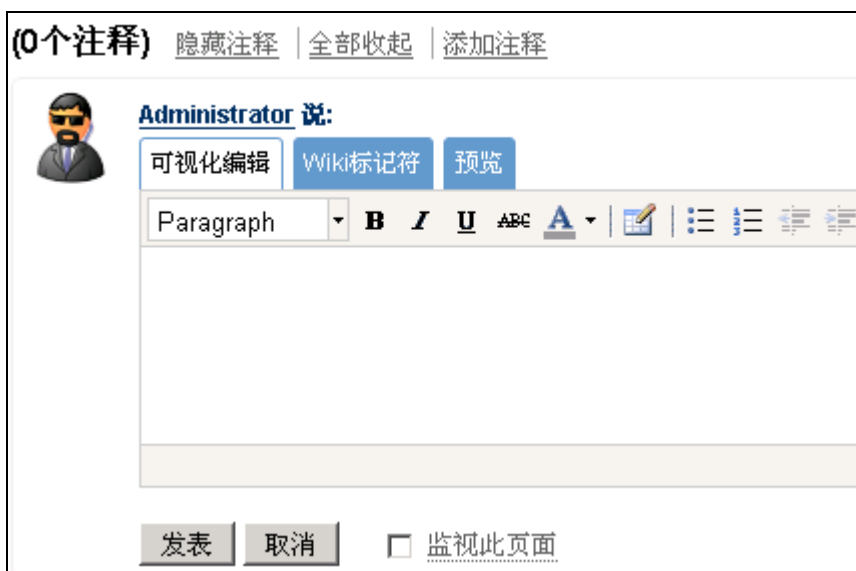 (0个注释) 隐藏注释 | 全部收起 | 添加注释
Administrator 说:
可视化编辑 Wiki标记符 预览
Paragraph B I U ABC A
发表 取消 监视此页面